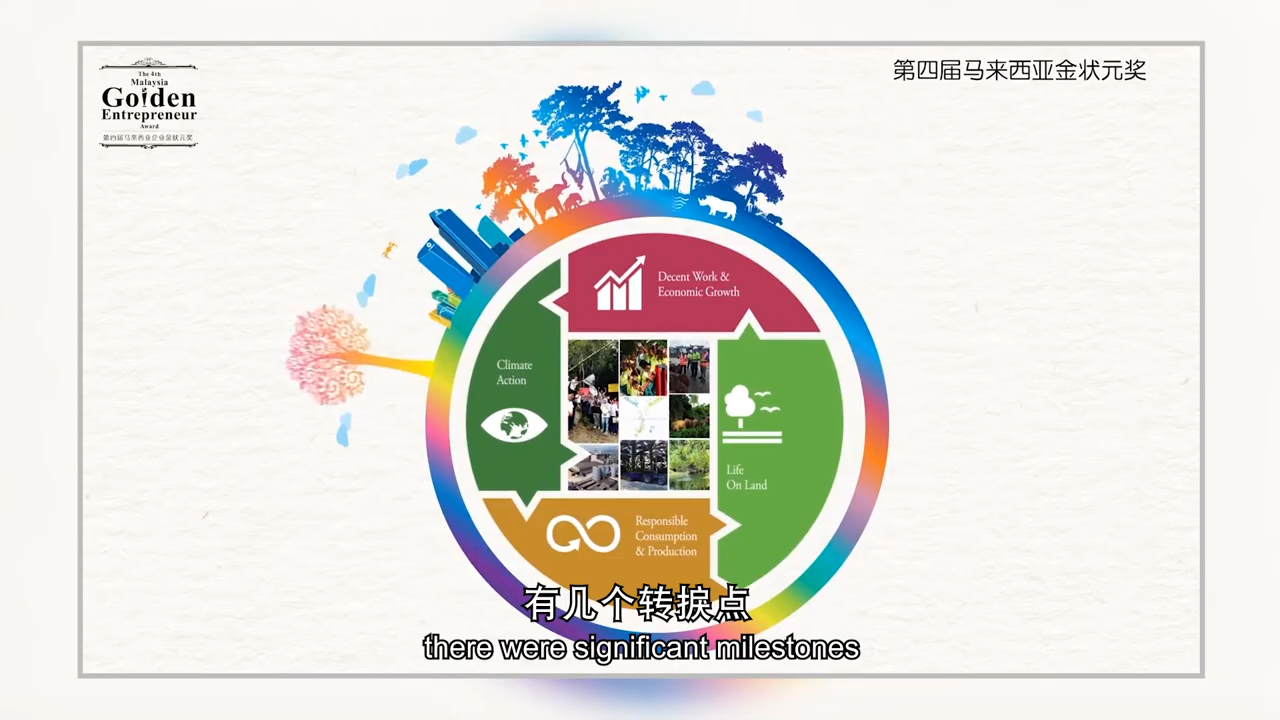 The 4th
Malaysia
Golden
Entrepreneur
Award
第四届马来西亚企业金状元奖
第四届马来西亚金状元奖
Decent Work &
Economic Growth
Climate
Action
Life
On Land
Responsible
Consumption
& Production
有几个转捩点
there were significant milestones